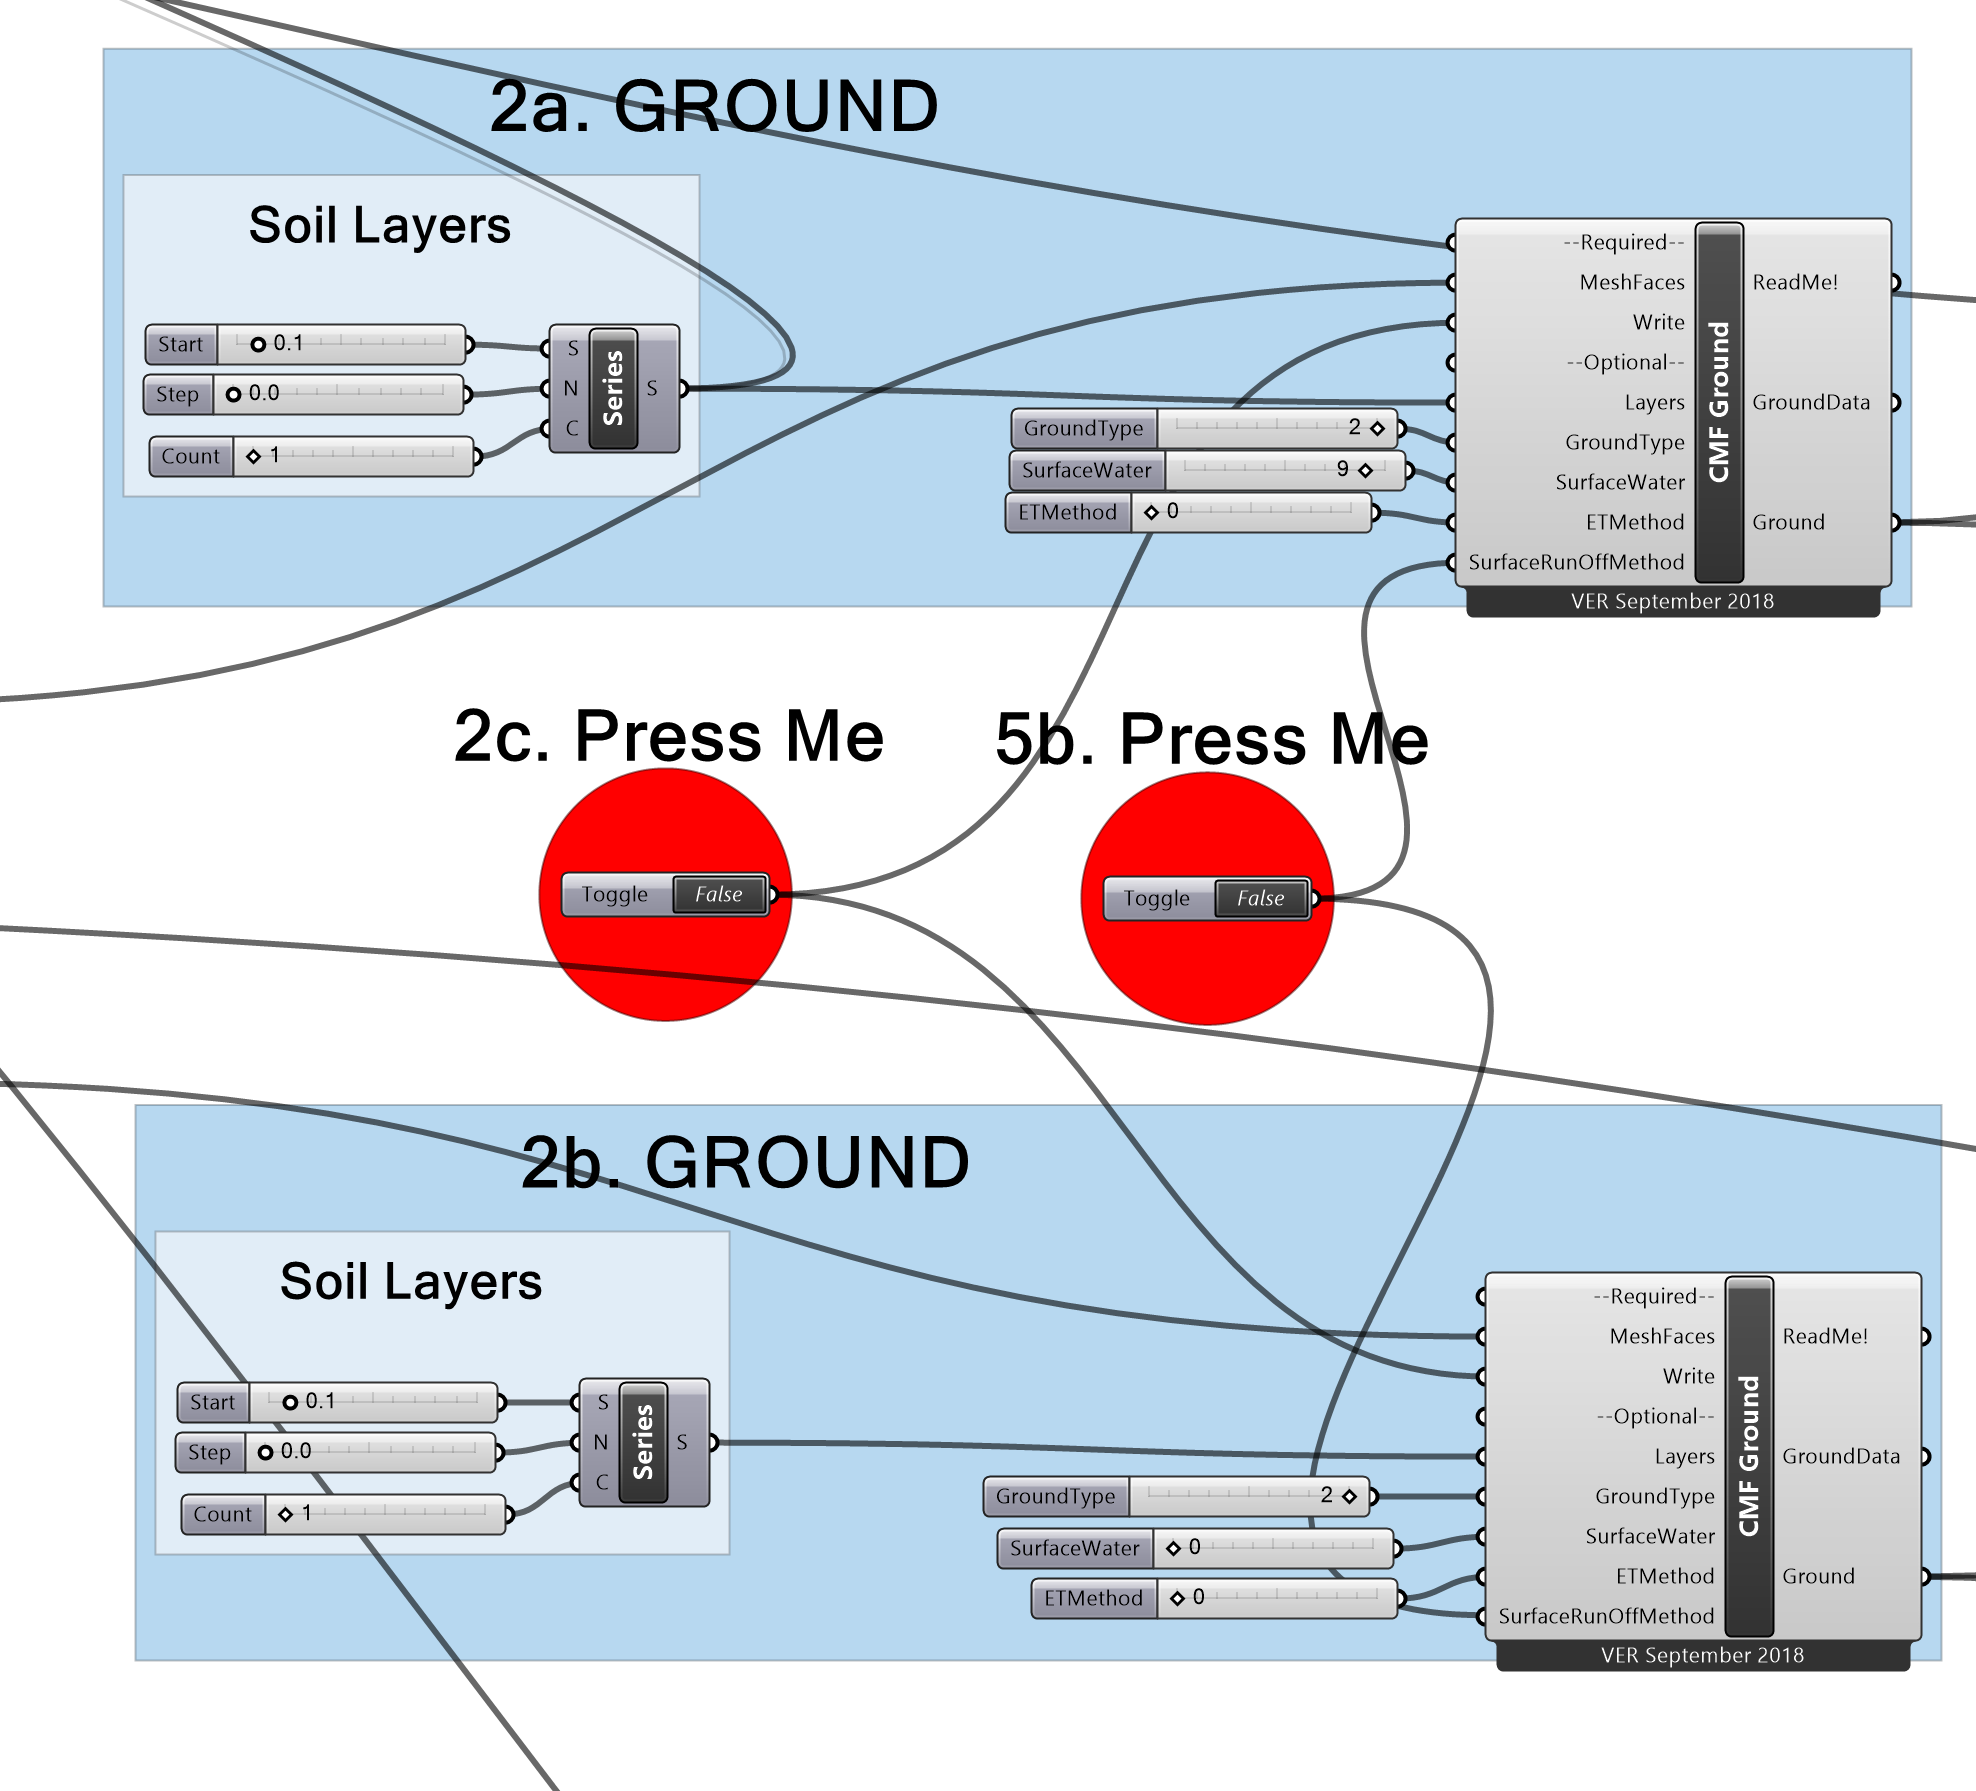 2a. GROUND
Soil Layers
Start 0.1
Step 0.0
Count 1
S
N
C
Series
S
GroundType 2
SurfaceWater 9
ETMethod 0
--Required--
MeshFaces
Write
--Optional--
Layers
GroundType
SurfaceWater
ETMethod
SurfaceRunOffMethod
CMF Ground
ReadMe!
GroundData
Ground
VER September 2018
2c. Press Me
Toggle False
5b. Press Me
Toggle False
2b. GROUND
Soil Layers
Start 0.1
Step 0.0
Count 1
S
N
C
Series
S
GroundType 2
SurfaceWater 0
ETMethod 0
--Required--
MeshFaces
Write
--Optional--
Layers
GroundType
SurfaceWater
ETMethod
SurfaceRunOffMethod
CMF Ground
ReadMe!
GroundData
Ground
VER September 2018